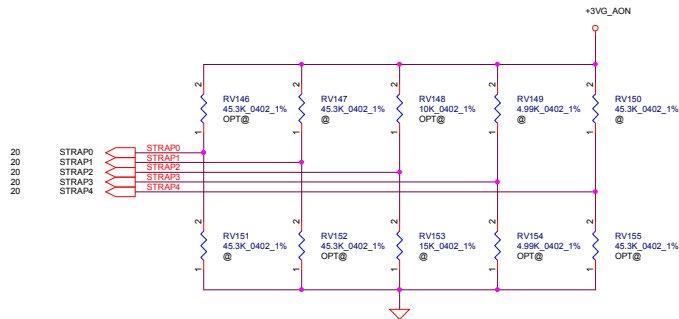 +3VG_AON
2
2
2
2
2
RV146
45.3K_0402_1%
OPT@
RV147
45.3K_0402_1%
@
RV148
10K_0402_1%
OPT@
RV149
4.99K_0402_1%
@
RV150
45.3K_0402_1%
@
1
1
1
1
1
20 STRAP0 STRAP0
20 STRAP1 STRAP1
20 STRAP2 STRAP2
20 STRAP3 STRAP3
20 STRAP4 STRAP4
2
2
2
2
2
RV151
45.3K_0402_1%
@
RV152
45.3K_0402_1%
OPT@
RV153
15K_0402_1%
@
RV154
4.99K_0402_1%
OPT@
RV155
45.3K_0402_1%
OPT@
1
1
1
1
1